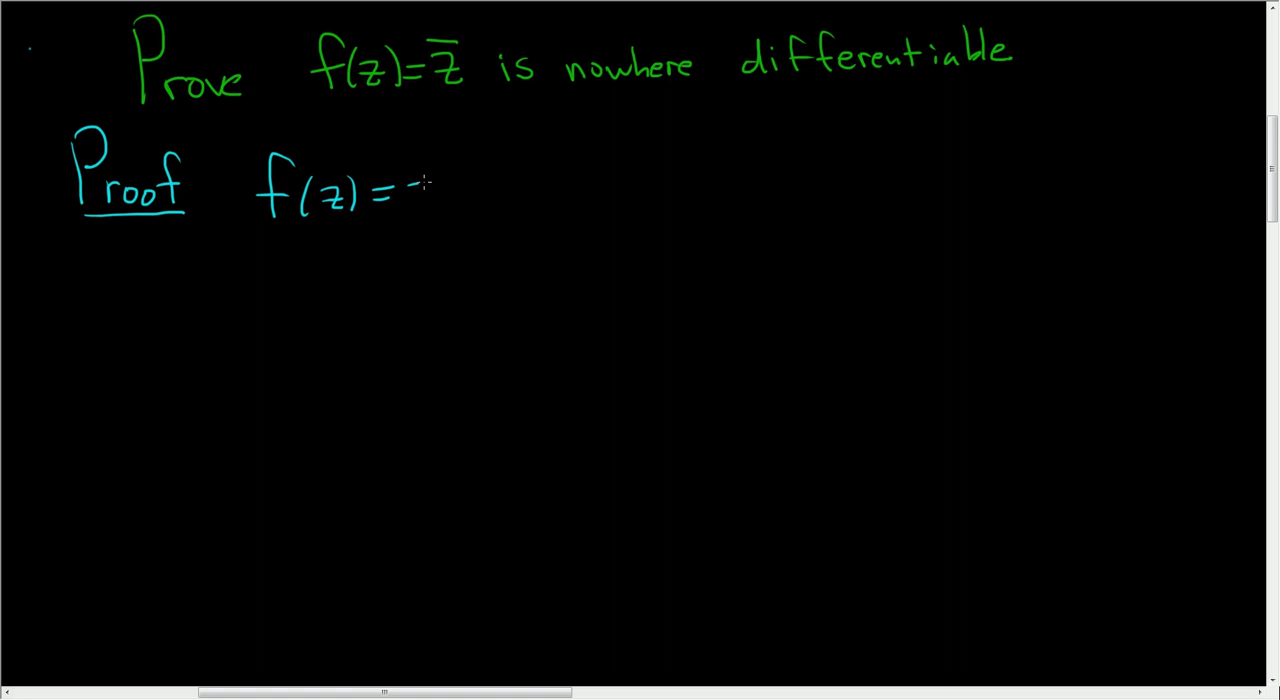 Prove f(z)=z̅ is nowhere differentiable
Proof f(z)=